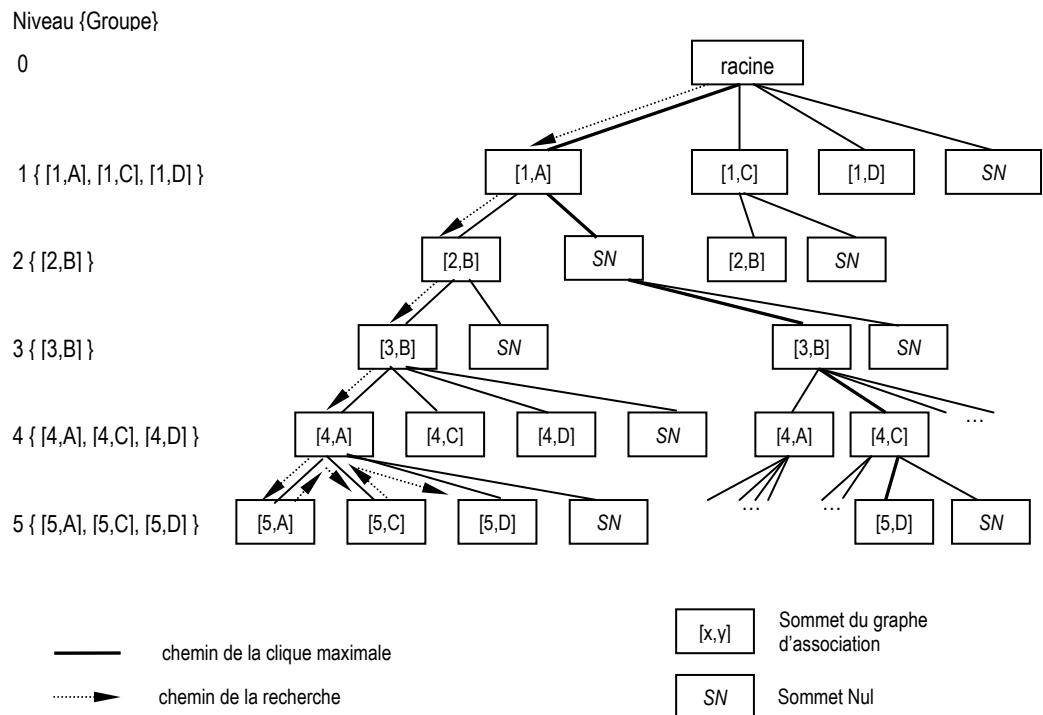 Niveau {Groupe}
0
racine
1 { [1,A], [1,C], [1,D] }
[1,A]
[1,C]
[1,D]
SN
2 { [2,B] }
[2,B]
SN
[2,B]
SN
3 { [3,B] }
[3,B]
SN
[3,B]
SN
4 { [4,A], [4,C], [4,D] }
[4,A]
[4,C]
[4,D]
SN
[4,A]
[4,C]
…
5 { [5,A], [5,C], [5,D] }
[5,A]
[5,C]
[5,D]
SN
…
…
[5,D]
SN
chemin de la clique maximale
chemin de la recherche
[x,y]
Sommet du graphe
d’association
SN
Sommet Nul